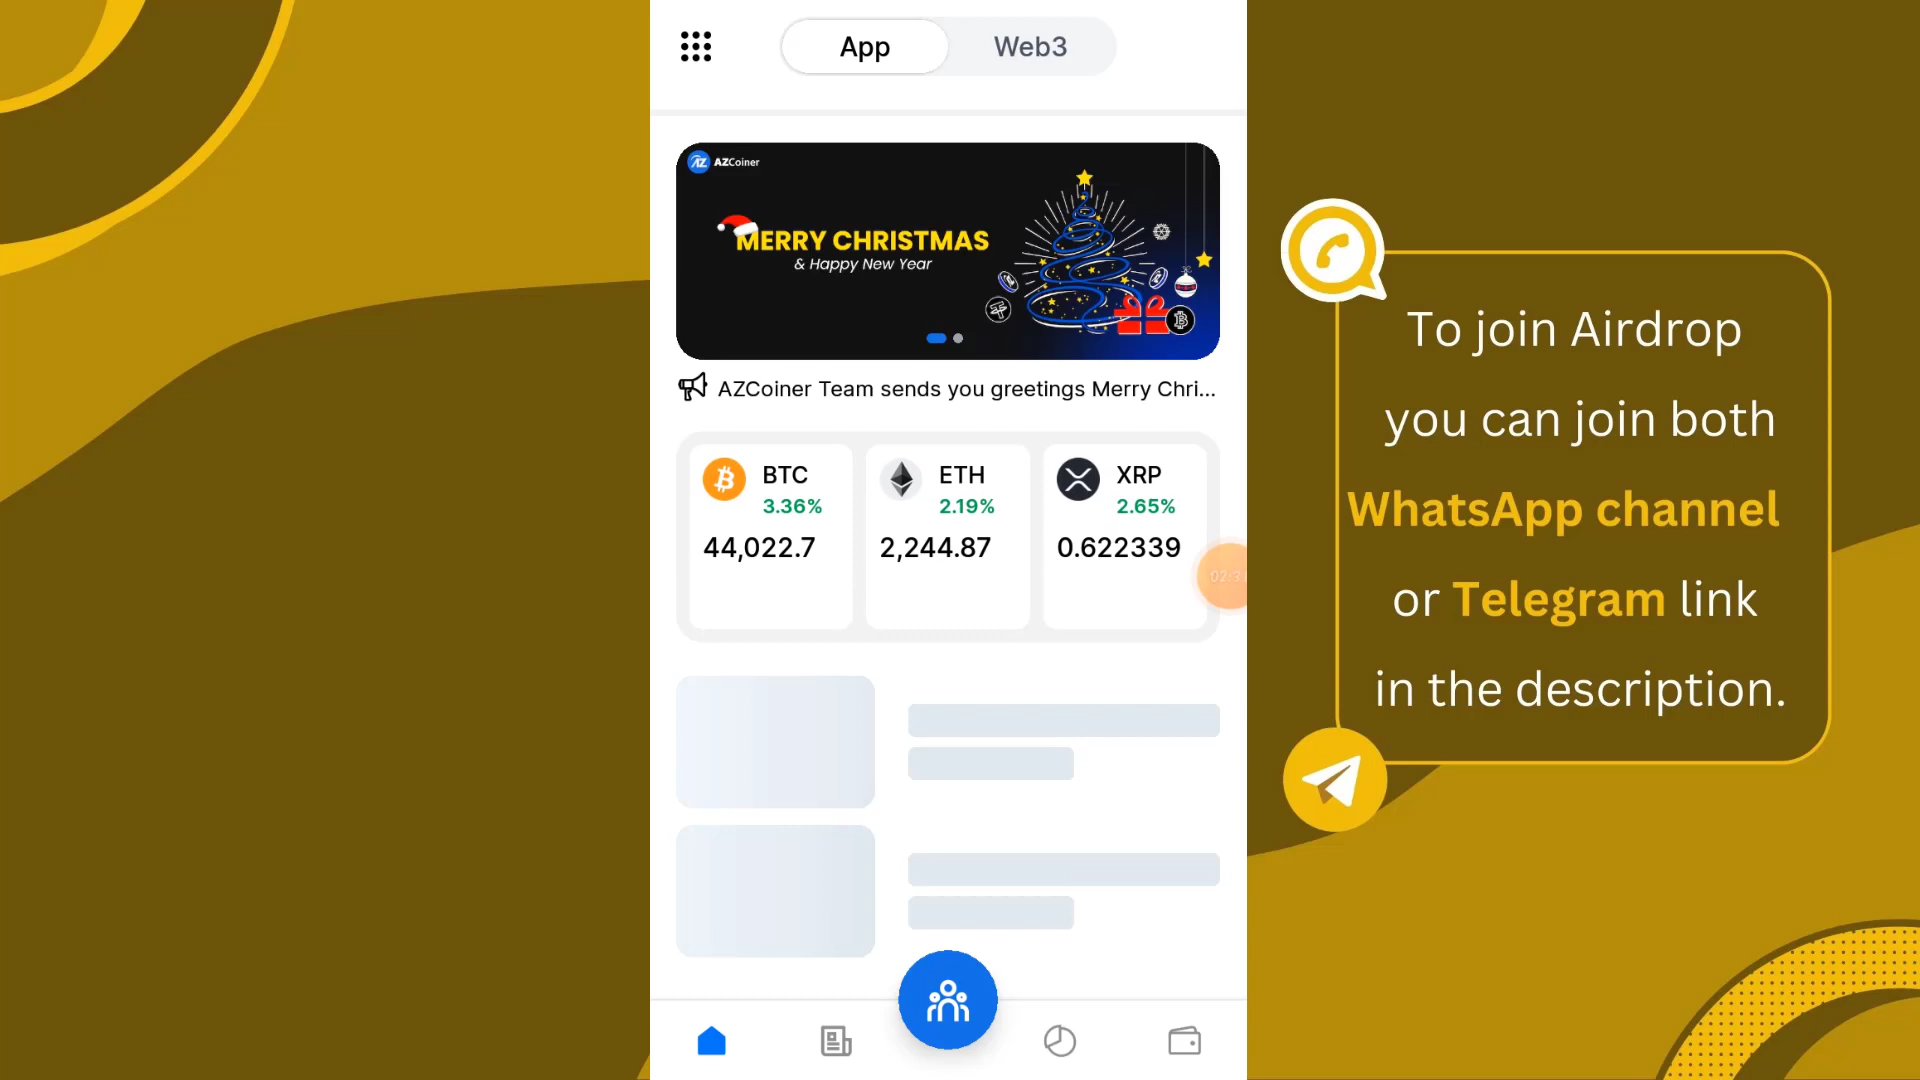 App
Web3
AZCoiner
MERRY CHRISTMAS
& Happy New Year
AZCoiner Team sends you greetings Merry Chri...
BTC
3.36%
44,022.7
ETH
2.19%
2,244.87
XRP
2.65%
0.622339
To join Airdrop
you can join both
WhatsApp channel
or Telegram link
in the description.